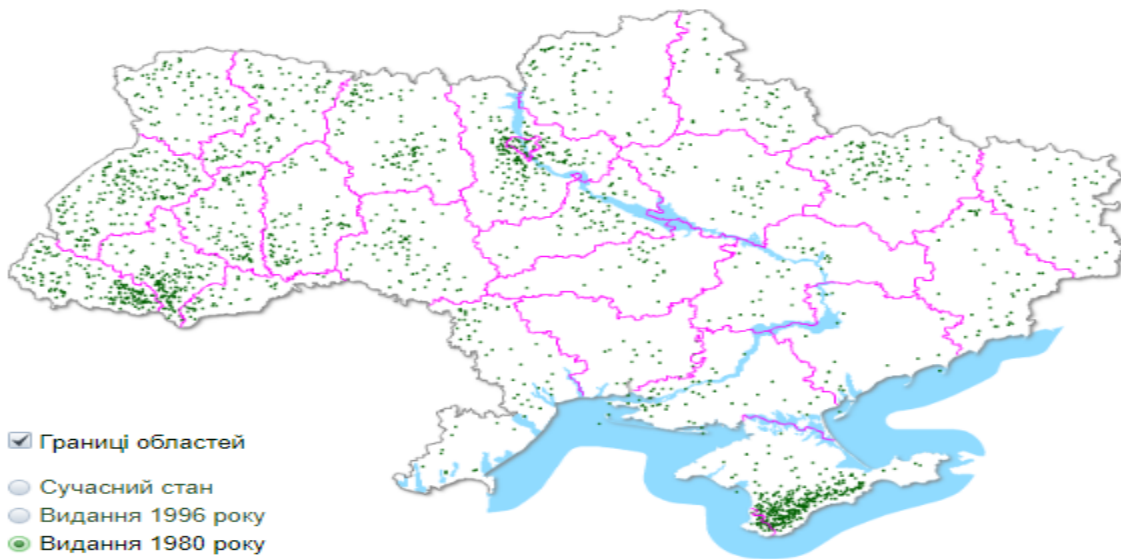 Границі областей
Сучасний стан
Видання 1996 року
Видання 1980 року